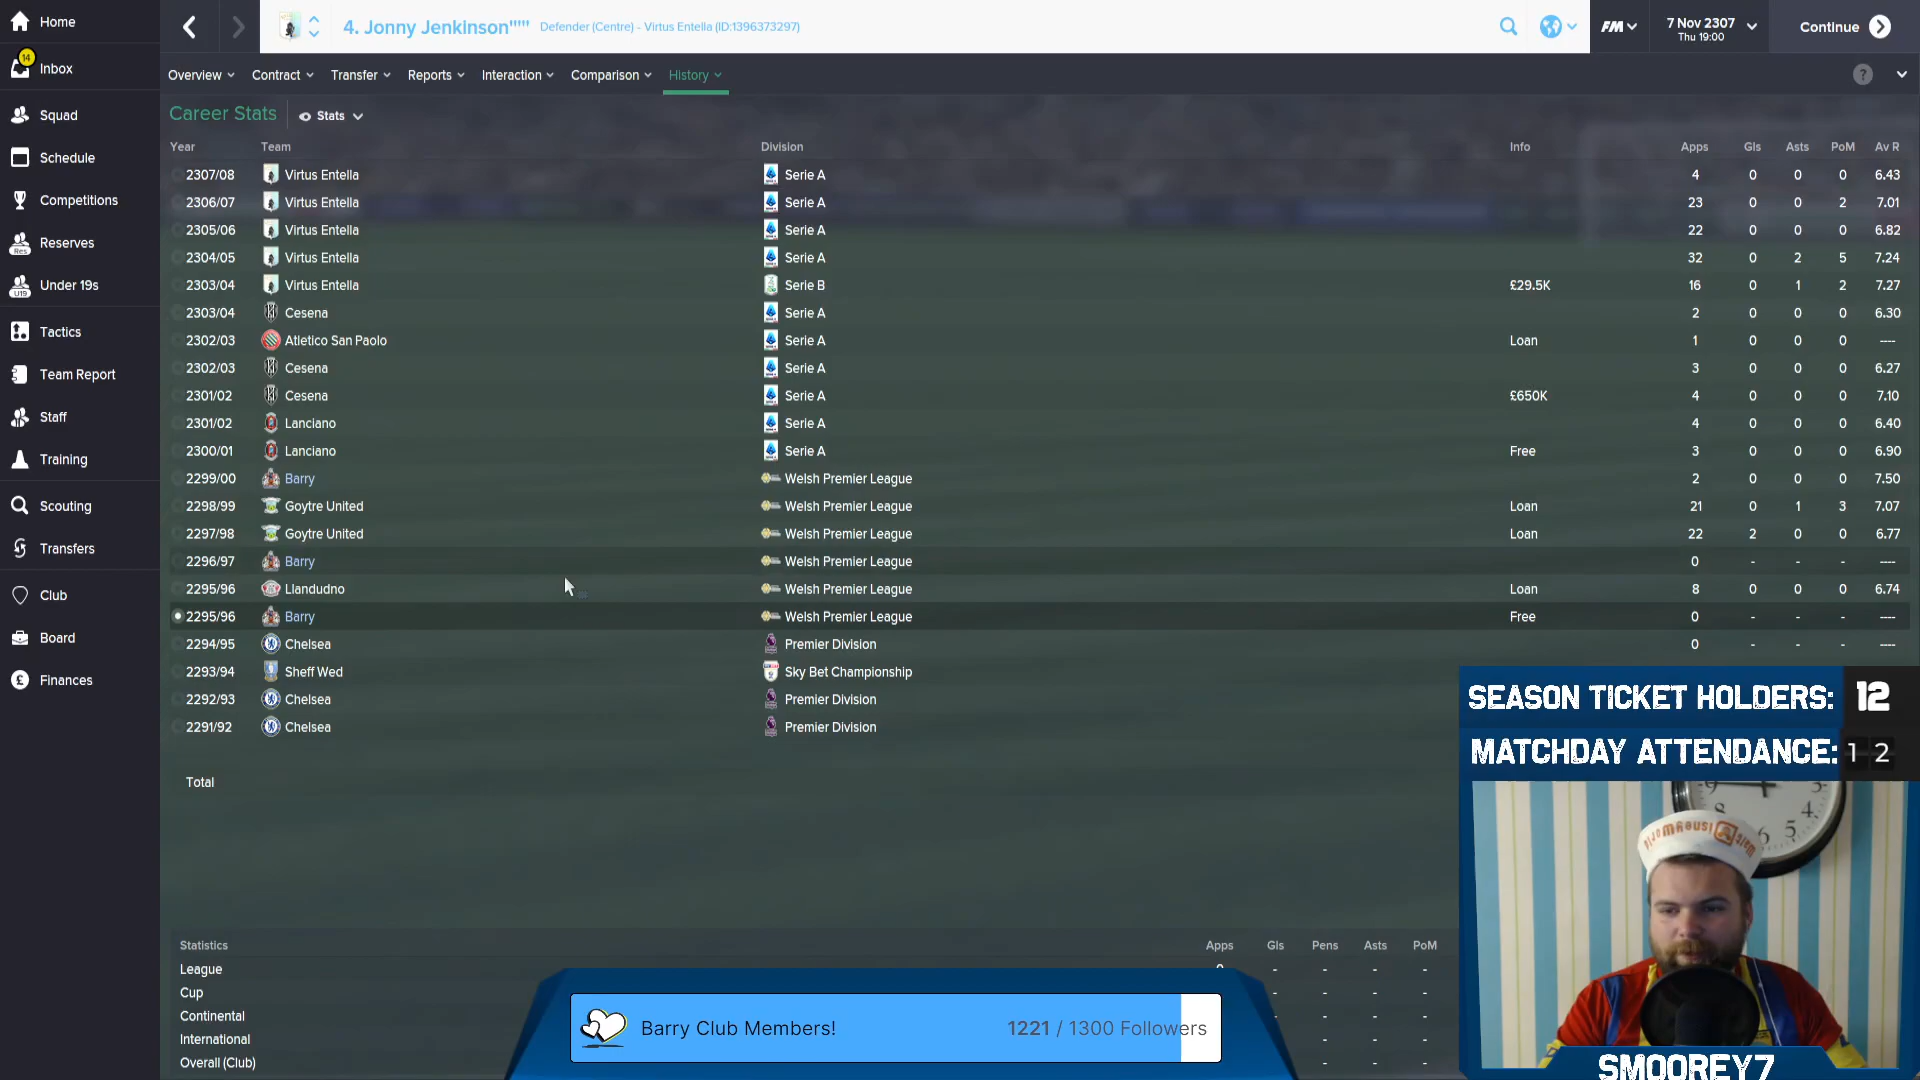 Home
14
Inbox
Squad
Schedule
Competitions
Res
Reserves
U19
Under 19s
Tactics
Team Report
Staff
Training
Scouting
Transfers
Club
Board
Finances
4. Jonny Jenkinson''''' Defender (Centre) - Virtus Entella (ID:1396373297)
FM
7 Nov 2307
Thu 19:00
Continue
Overview Contract Transfer Reports Interaction Comparison History ?
Career Stats Stats
Year Team Division Info Apps Gls Asts PoM Av R
2307/08 Virtus Entella Serie A 4 0 0 0 6.43
2306/07 Virtus Entella Serie A 23 0 0 2 7.01
2305/06 Virtus Entella Serie A 22 0 0 0 6.82
2304/05 Virtus Entella Serie A 32 0 2 5 7.24
2303/04 Virtus Entella Serie B £29.5K 16 0 1 2 7.27
2303/04 Cesena Serie A 2 0 0 0 6.30
2302/03 Atletico San Paolo Serie A Loan 1 0 0 0 ----
2302/03 Cesena Serie A 3 0 0 0 6.27
2301/02 Cesena Serie A £650K 4 0 0 0 7.10
2301/02 Lanciano Serie A 4 0 0 0 6.40
2300/01 Lanciano Serie A Free 3 0 0 0 6.90
2299/00 Barry Welsh Premier League 2 0 0 0 7.50
2298/99 Goytre United Welsh Premier League Loan 21 0 1 3 7.07
2297/98 Goytre United Welsh Premier League Loan 22 2 0 0 6.77
2296/97 Barry Welsh Premier League 0 - - - ----
2295/96 Llandudno Welsh Premier League Loan 8 0 0 0 6.74
2295/96 Barry Welsh Premier League Free 0 - - - ----
2294/95 Chelsea Premier Division 0 - - - ----
2293/94 Sheff Wed Sky Bet Championship
2292/93 Chelsea Premier Division
2291/92 Chelsea Premier Division
Total
SEASON TICKET HOLDERS: 12
MATCHDAY ATTENDANCE: 12
Statistics Apps Gls Pens Asts PoM
League - - - -
Cup - - -
Continental - - -
International - - -
Overall (Club) - - -
Barry Club Members! 1221 / 1300 Followers
SMOOREY7